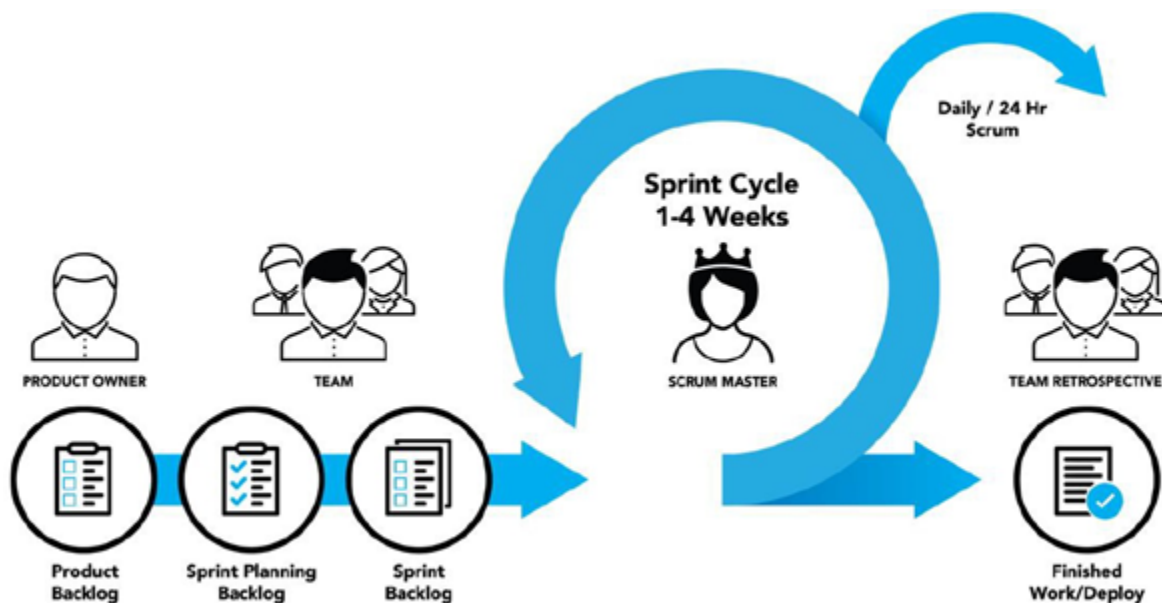 Daily / 24 Hr
Scrum
Sprint Cycle
1-4 Weeks
PRODUCT OWNER
TEAM
SCRUM MASTER
TEAM RETROSPECTIVE
Product
Backlog
Sprint Planning
Backlog
Sprint
Backlog
Finished
Work/Deploy